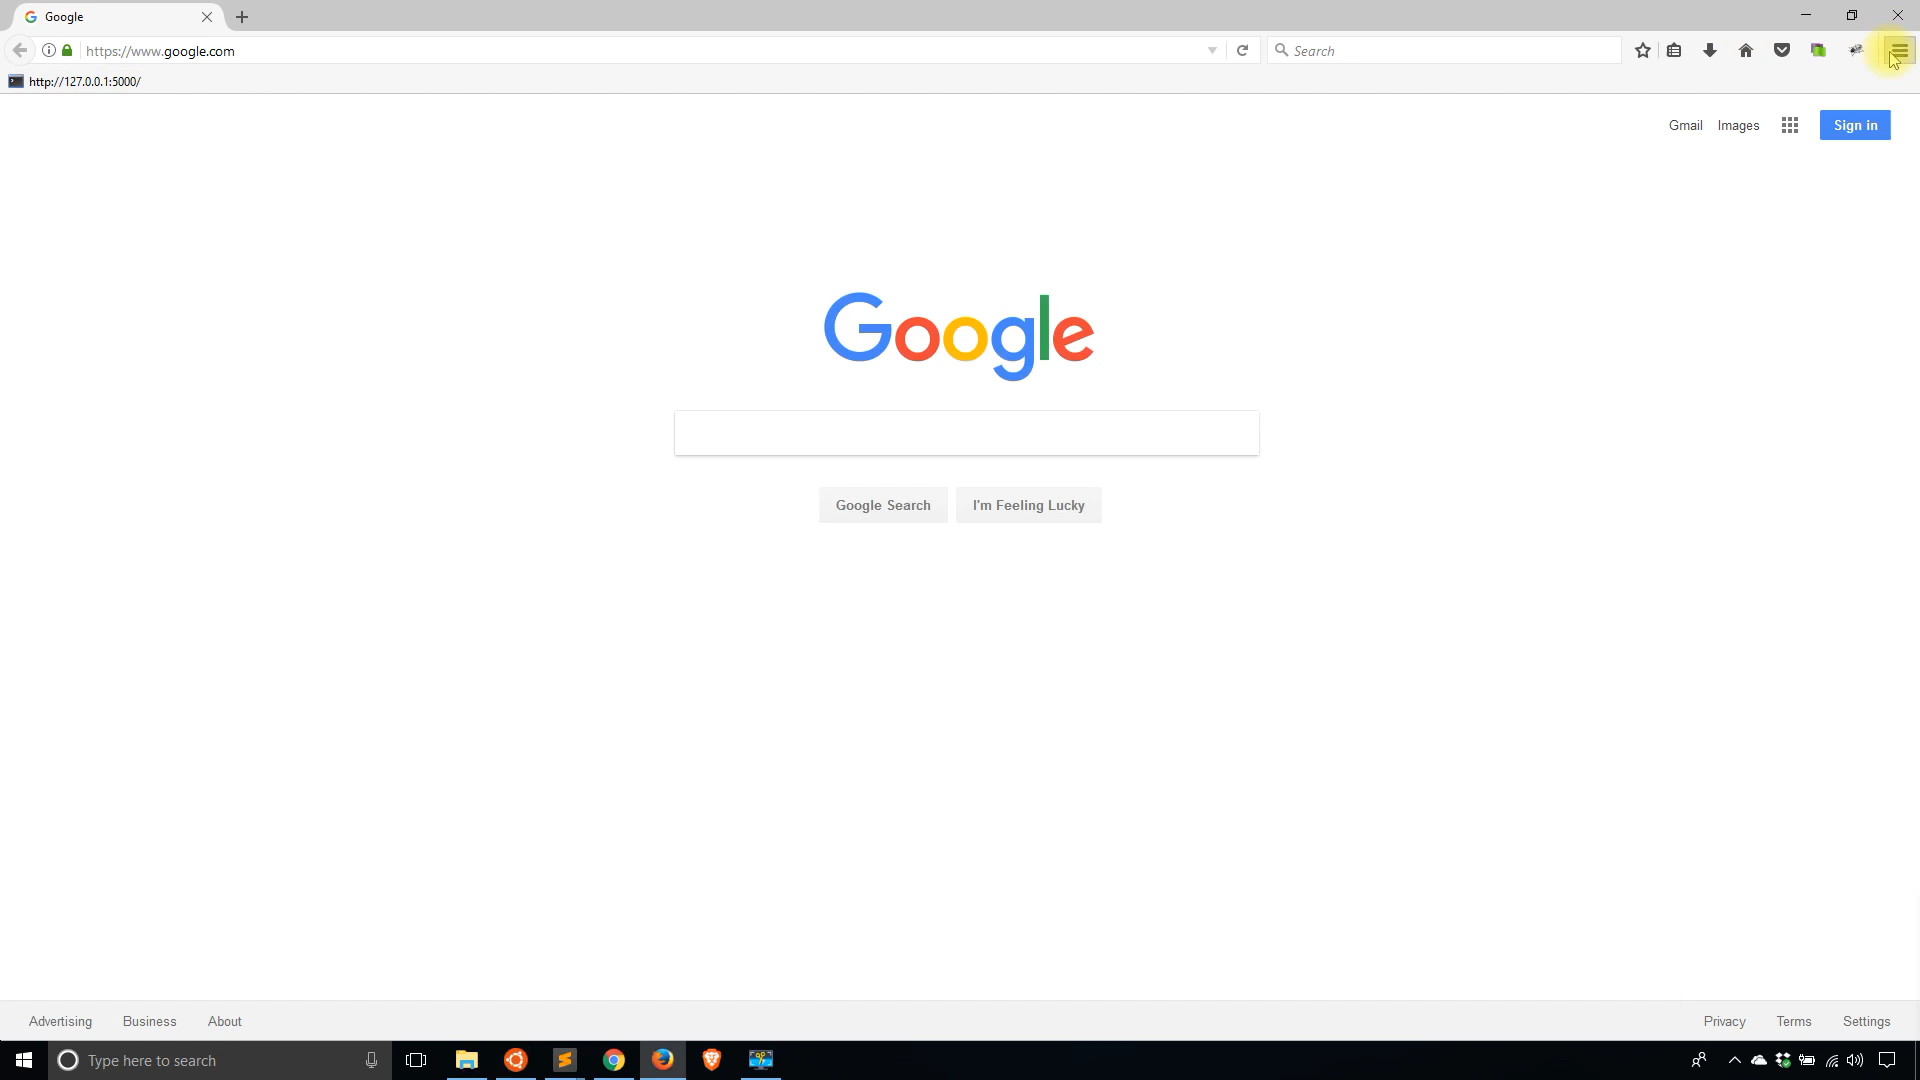 Google
https://www.google.com
Search
http://127.0.0.1:5000/
Gmail Images Sign in
Google
Google Search I'm Feeling Lucky
Advertising Business About Privacy Terms Settings
Type here to search